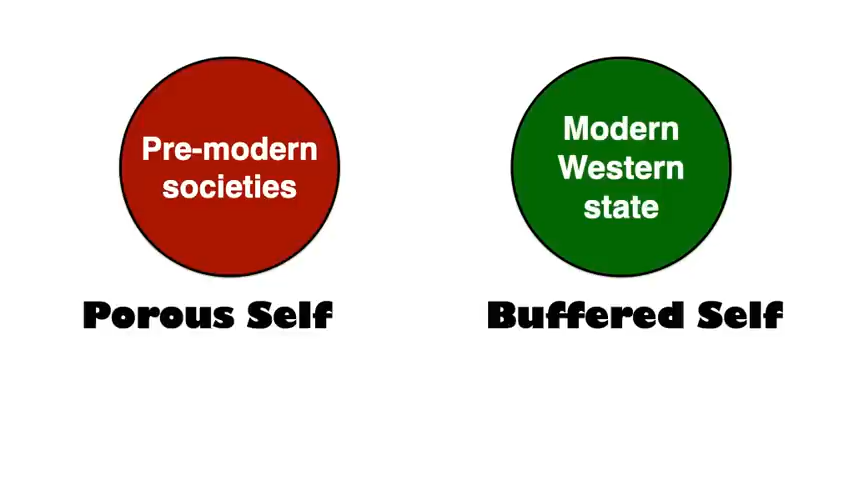 Pre-modern
societies
Modern
Western
state
Porous Self
Buffered Self